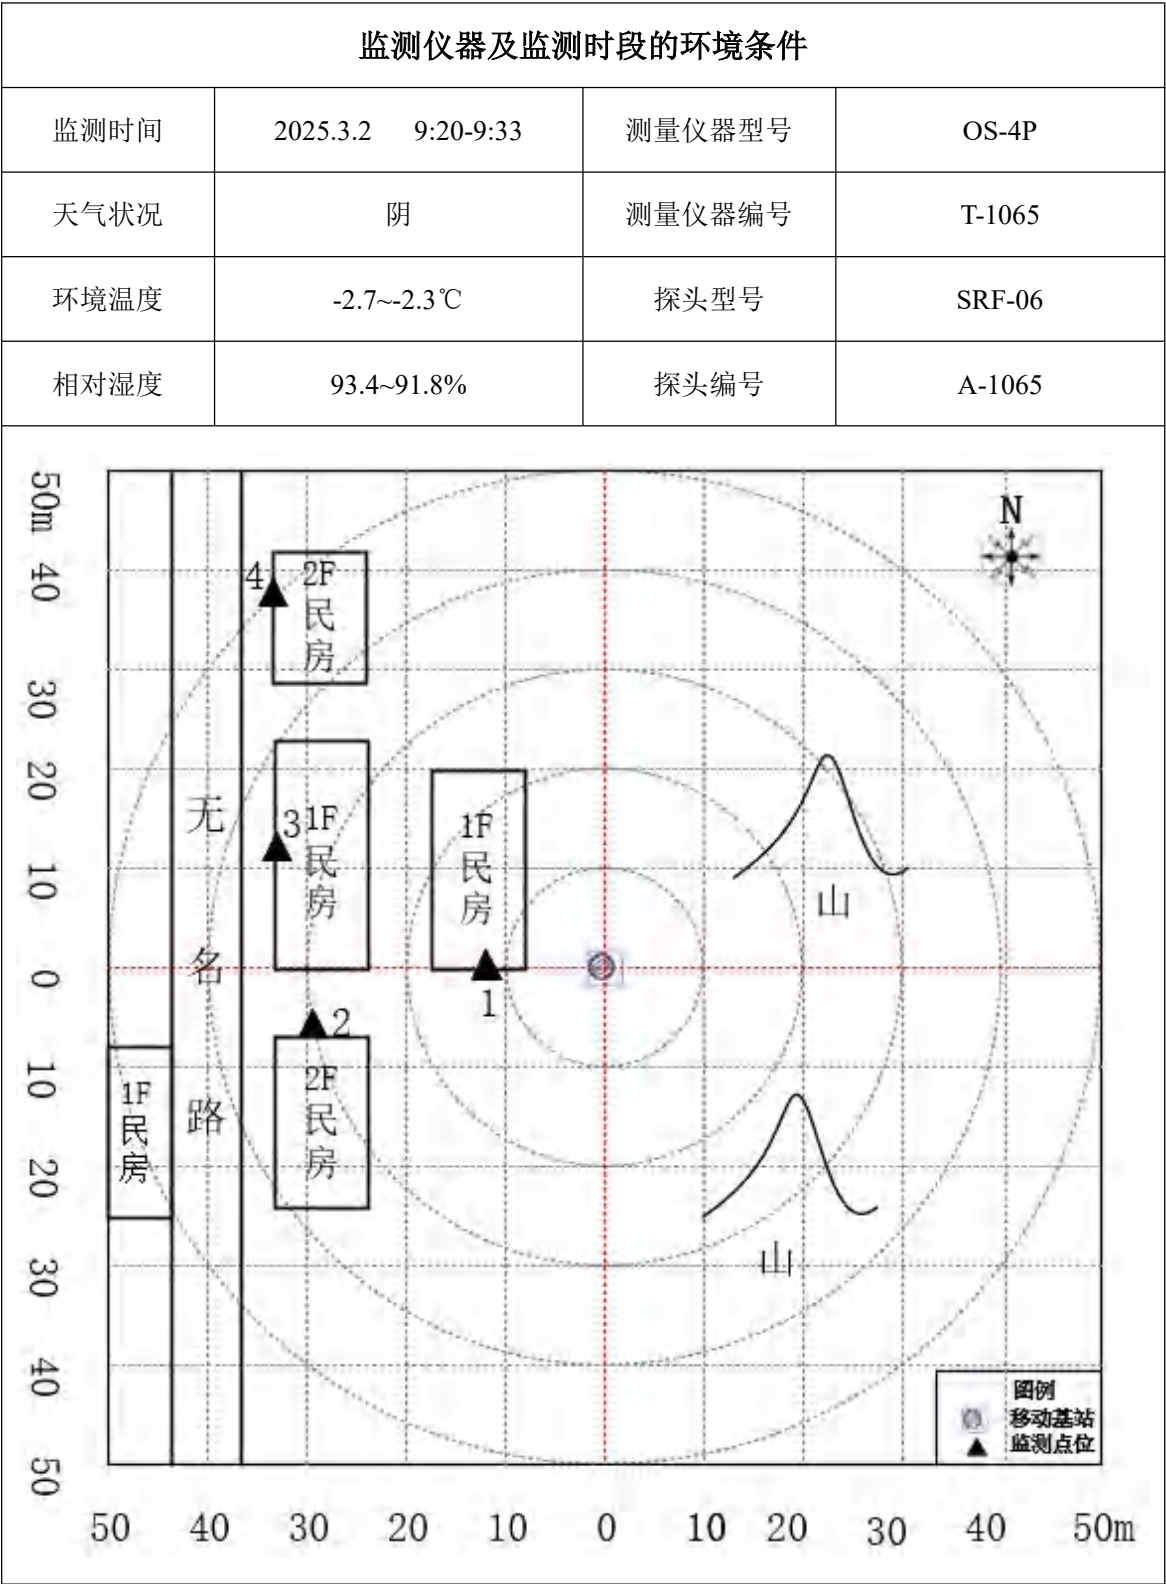 监测仪器及监测时段的环境条件
监测时间 2025.3.2 9:20-9:33 测量仪器型号 OS-4P
天气状况 阴 测量仪器编号 T-1065
环境温度 -2.7~-2.3℃ 探头型号 SRF-06
相对湿度 93.4~91.8% 探头编号 A-1065
50m
40
30
20
10
0
10
20
30
40
50
N
4
2F
民
房
无
名
路
3
1F
民
房
1F
民
房
1
2
2F
民
房
1F
民
房
山
山
图例
移动基站
监测点位
50 40 30 20 10 0 10 20 30 40 50m